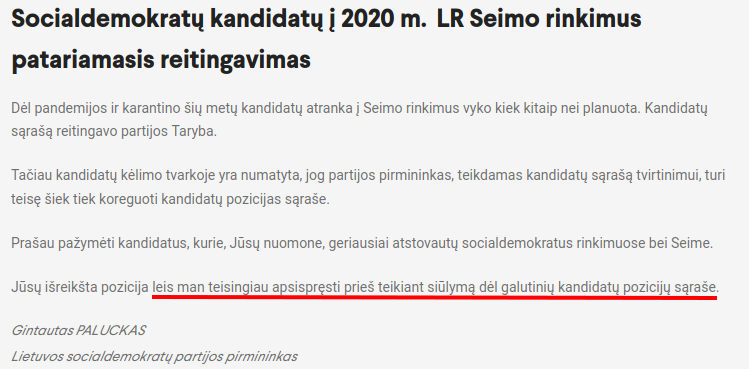 Socialdemokratų kandidatų į 2020 m. LR Seimo rinkimus
patariamasis reitingavimas
Dėl pandemijos ir karantino šių metų kandidatų atranka į Seimo rinkimus vyko kiek kitaip nei planuota. Kandidatų
sąrašą reitingavo partijos Taryba.
Tačiau kandidatų kėlimo tvarkoje yra numatyta, jog partijos pirmininkas, teikdamas kandidatų sąrašą tvirtinimui, turi
teisę šiek tiek koreguoti kandidatų pozicijas sąraše.
Prašau pažymėti kandidatus, kurie, Jūsų nuomone, geriausiai atstovautų socialdemokratus rinkimuose bei Seime.
Jūsų išreikšta pozicija leis man teisingiau apsispręsti prieš teikiant siūlymą dėl galutinių kandidatų pozicijų sąraše.
Gintautas PALUCKAS
Lietuvos socialdemokratų partijos pirmininkas